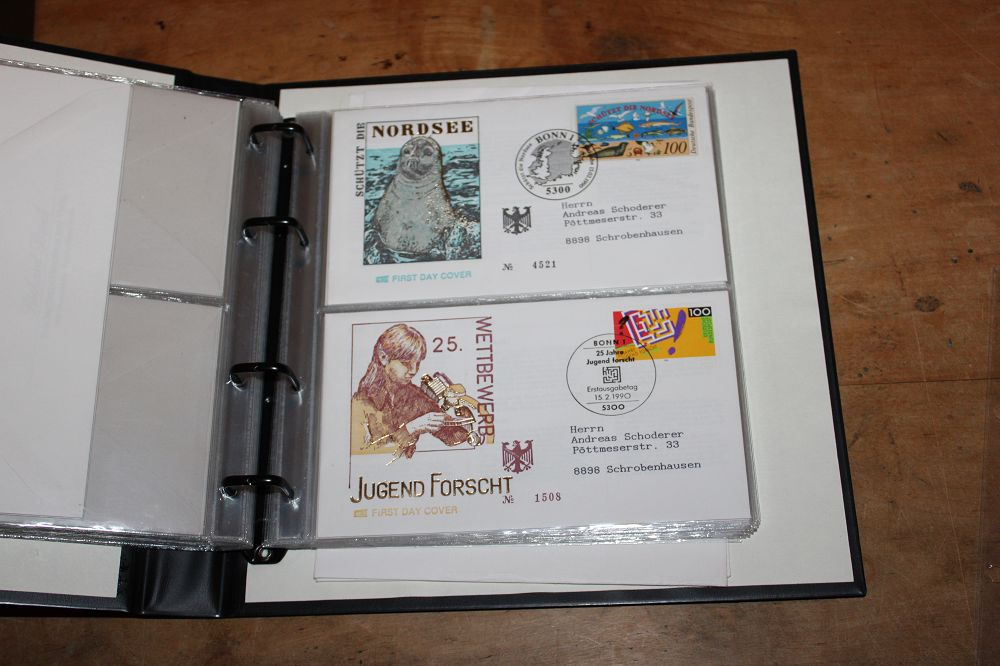 SCHÜTZT DIE
NORDSEE
FIRST DAY COVER
BONN 1
5300
SCHÜTZT DIE NORDSEE
Deutsche Bundespost
100
Herrn
Andreas Schoderer
Pöttmeserstr. 33
8898 Schrobenhausen
№ 4521
25.
WETTBEWERB
JUGEND FORSCHT
FIRST DAY COVER
№ 1508
100
BONN 1
25 Jahre
Jugend forscht
Erstausgabetag
15.2.1990
5300
Herrn
Andreas Schoderer
Pöttmeserstr. 33
8898 Schrobenhausen